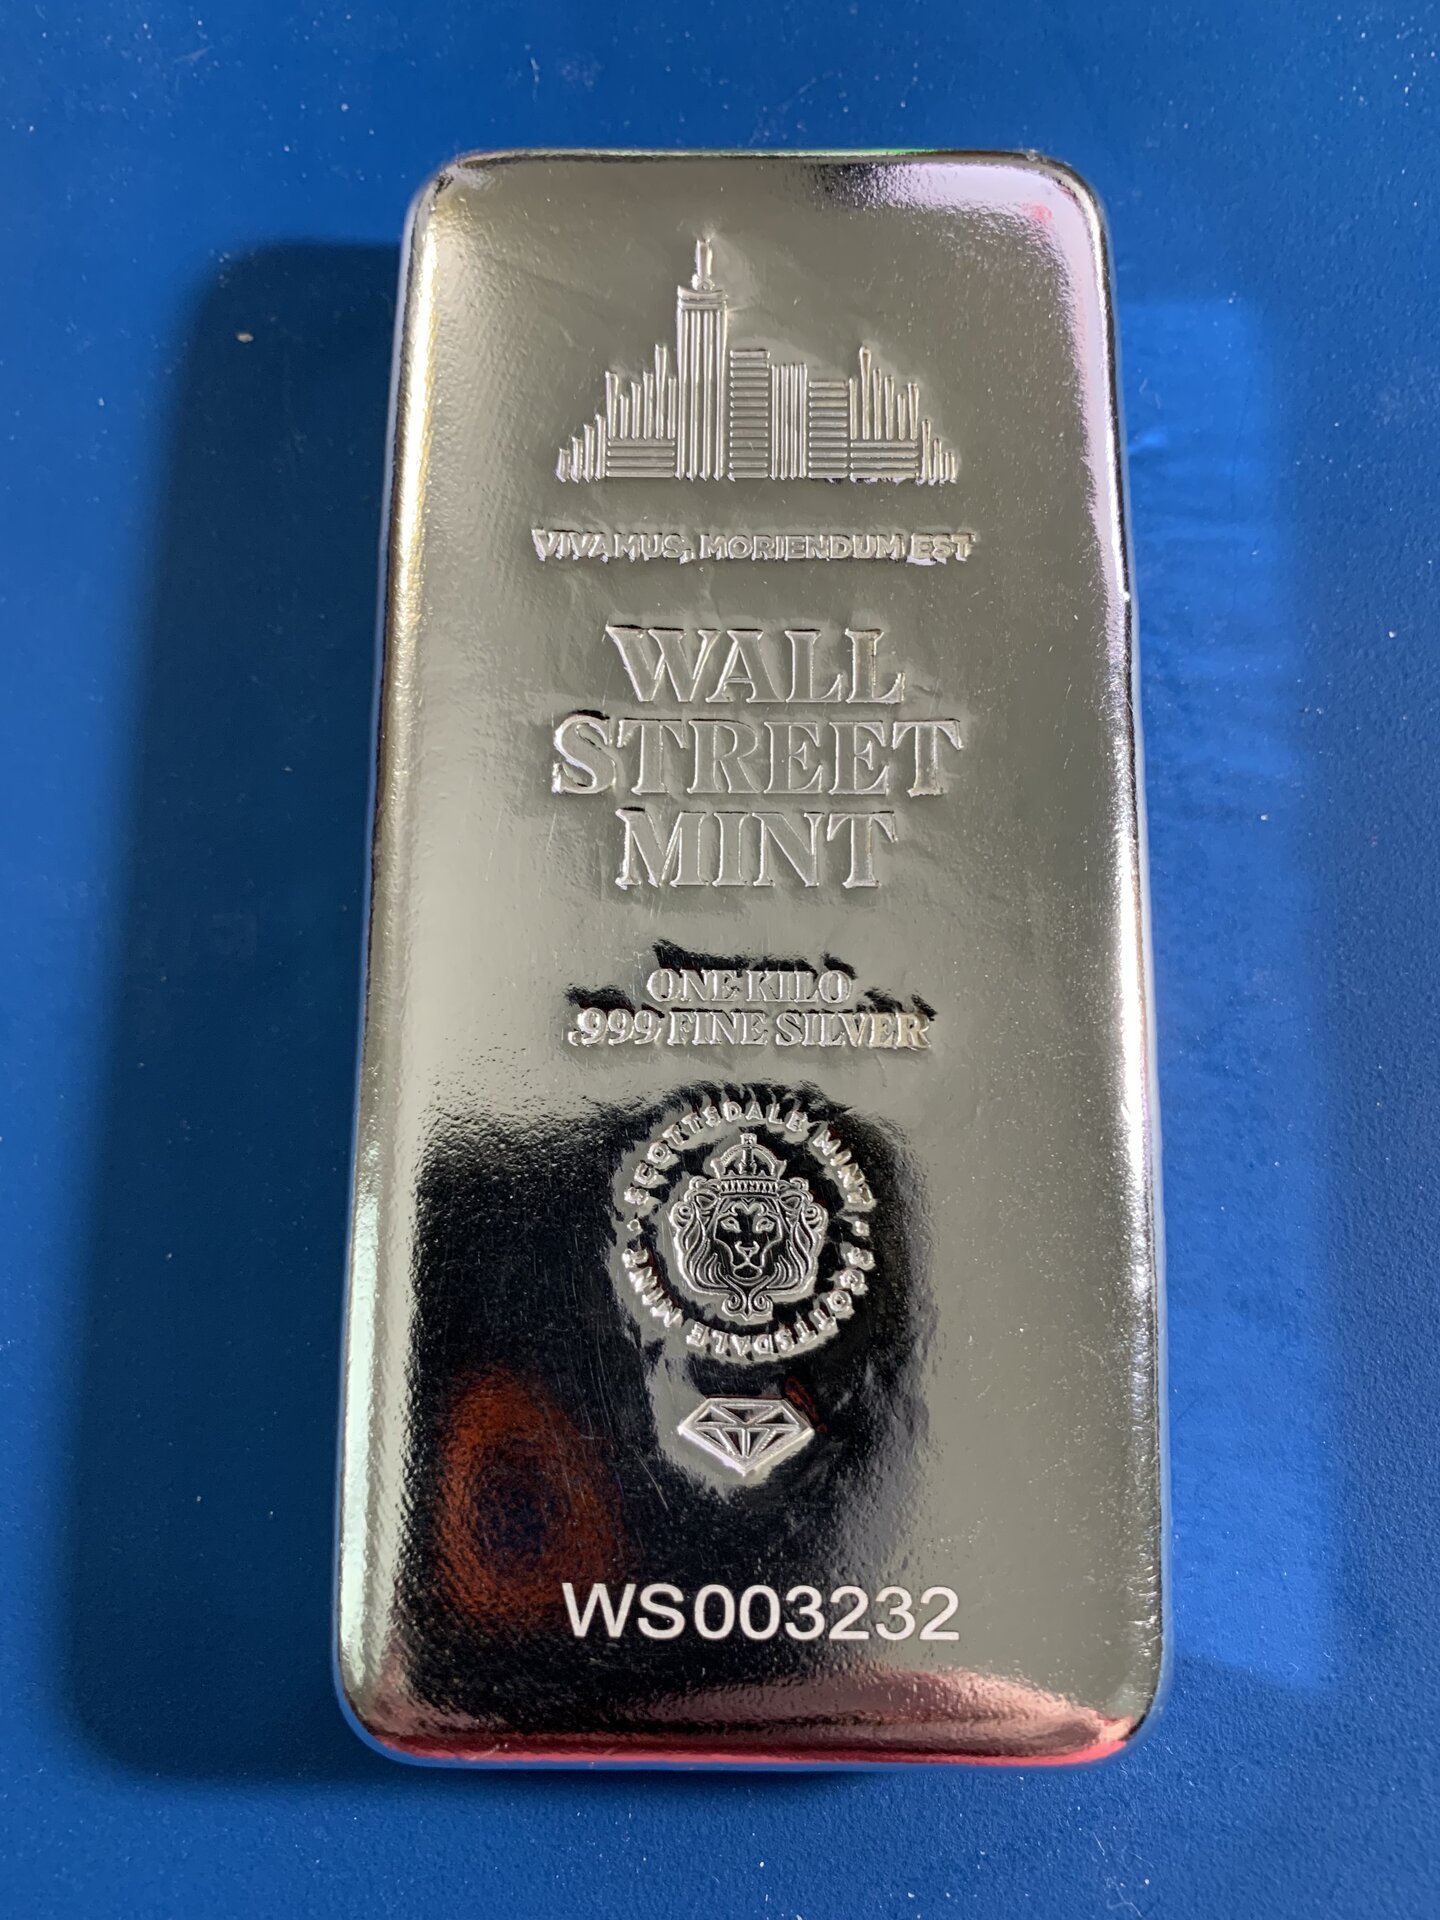 VIVAMUS, MORIENDUM EST
WALL
STREET
MINT
ONE KILO
.999 FINE SILVER
SCOTTSDALE MINT • SCOTTSDALE MINT •
WS003232